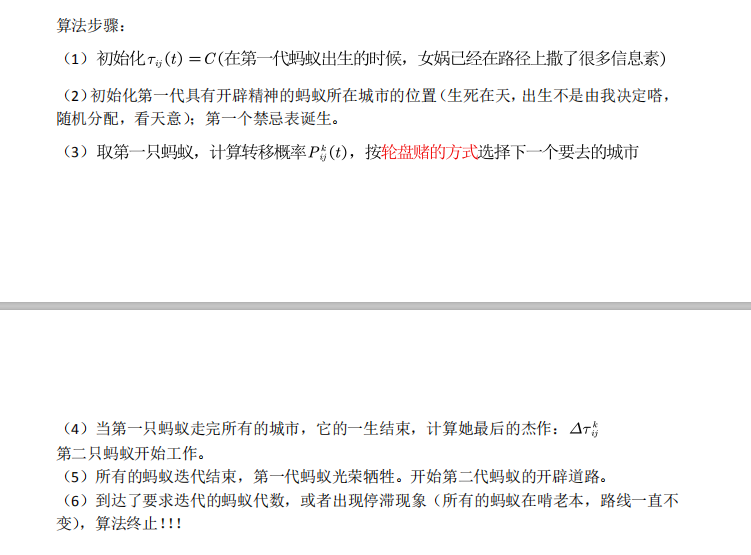 算法步骤：
（1）初始化τij(t) = C(在第一代蚂蚁出生的时候，女娲已经在路径上撒了很多信息素)
（2）初始化第一代具有开辟精神的蚂蚁所在城市的位置（生死在天，出生不是由我决定嗒，
随机分配，看天意）；第一个禁忌表诞生。
（3）取第一只蚂蚁，计算转移概率P^k_ij(t)，按轮盘赌的方式选择下一个要去的城市
（4）当第一只蚂蚁走完所有的城市，它的一生结束，计算她最后的杰作：Δτ^k_ij
第二只蚂蚁开始工作。
（5）所有的蚂蚁迭代结束，第一代蚂蚁光荣牺牲。开始第二代蚂蚁的开辟道路。
（6）到达了要求迭代的蚂蚁代数，或者出现停滞现象（所有的蚂蚁在啃老本，路线一直不
变），算法终止!!!